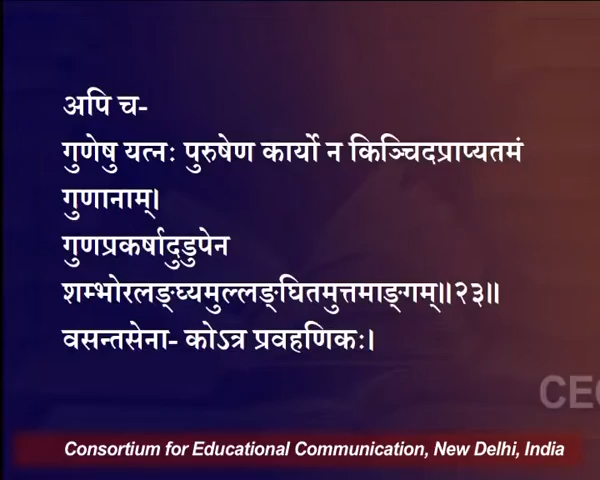 अपि च-
गुणेषु यत्नः पुरुषेण कार्यो न किञ्चिदप्राप्यतमं
गुणानाम्।
गुणप्रकर्षादुडुपेन
शम्भोरलङ्घ्यमुल्लङ्घितमुत्तमाङ्गम्॥२३॥
वसन्तसेना- कोऽत्र प्रवहणिकः।
CEC
Consortium for Educational Communication, New Delhi, India